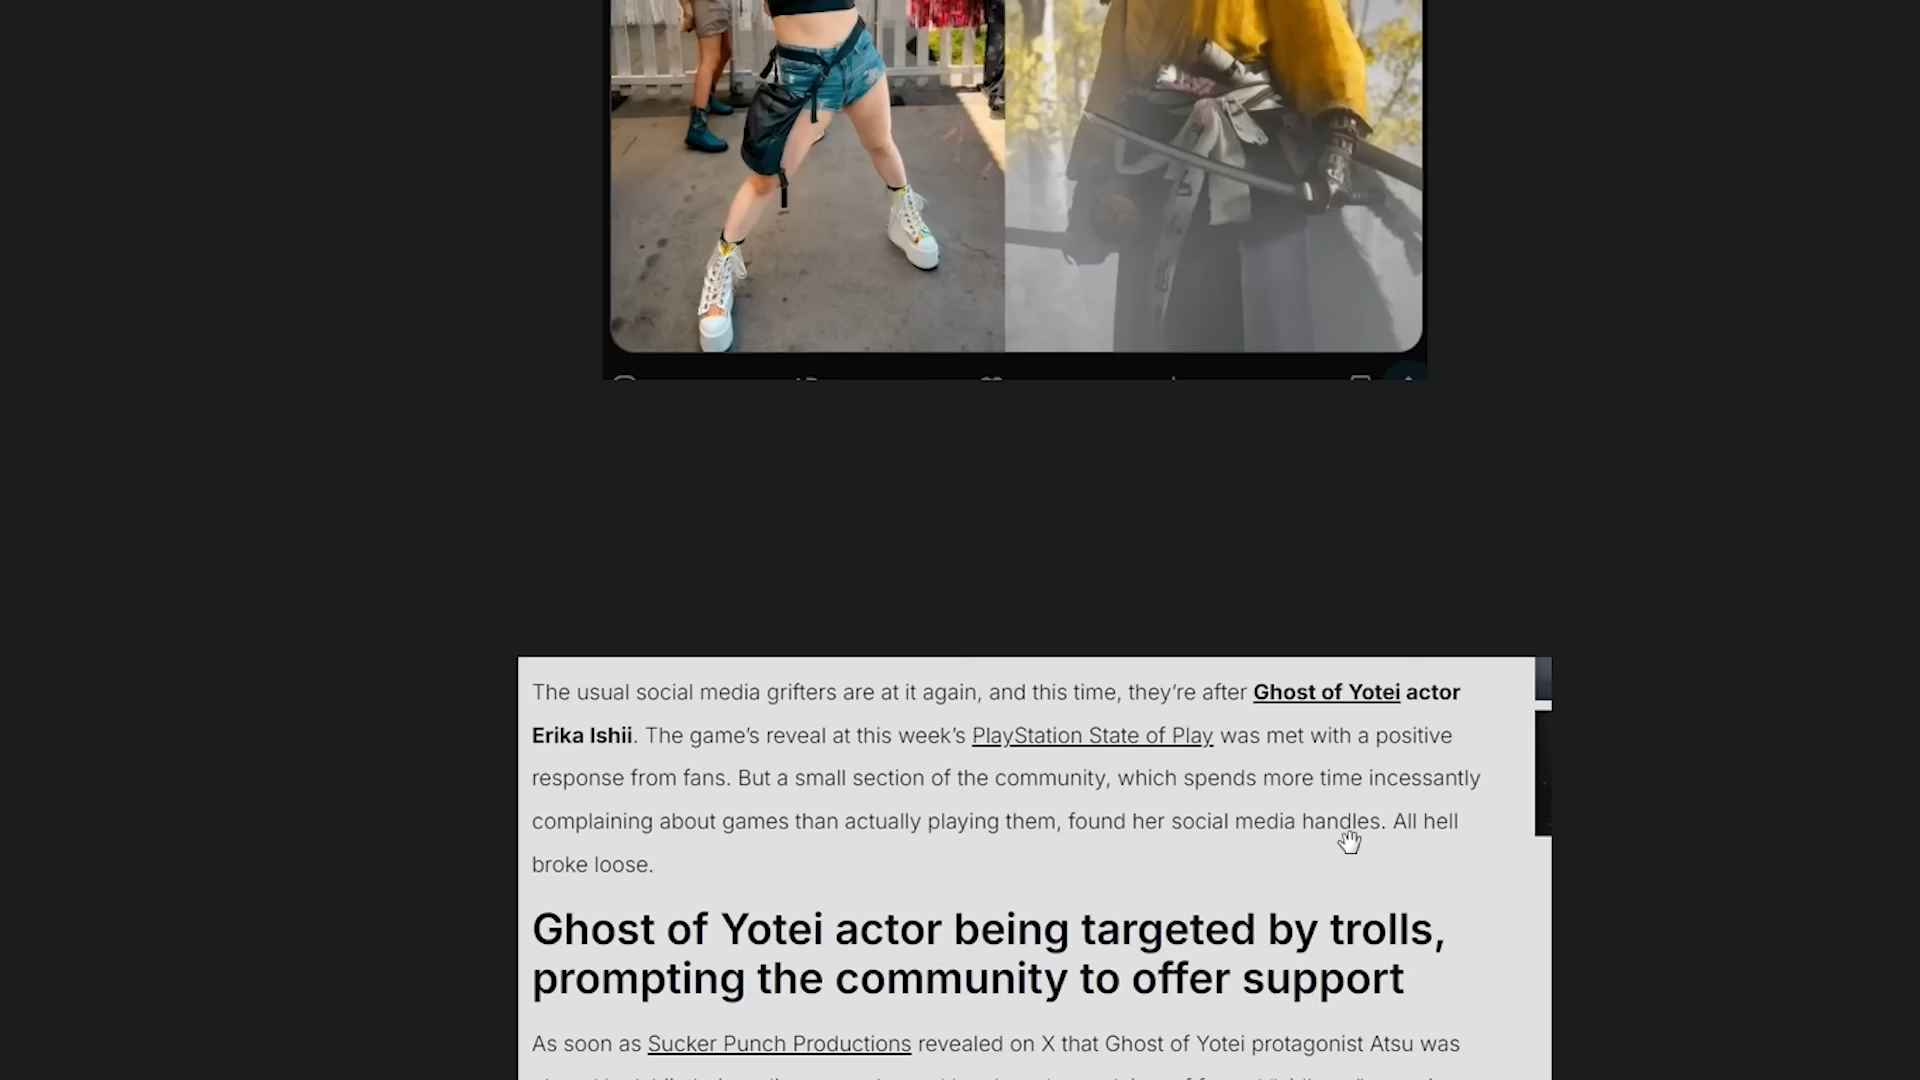 The usual social media grifters are at it again, and this time, they’re after Ghost of Yotei actor
Erika Ishii. The game’s reveal at this week’s PlayStation State of Play was met with a positive
response from fans. But a small section of the community, which spends more time incessantly
complaining about games than actually playing them, found her social media handles. All hell
broke loose.
Ghost of Yotei actor being targeted by trolls,
prompting the community to offer support
As soon as Sucker Punch Productions revealed on X that Ghost of Yotei protagonist Atsu was